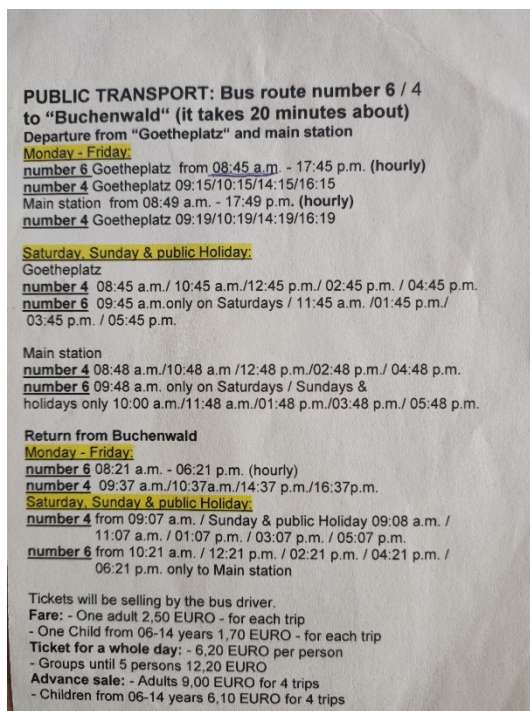 PUBLIC TRANSPORT: Bus route number 6 / 4
to “Buchenwald“ (it takes 20 minutes about)
Departure from “Goetheplatz“ and main station
Monday - Friday:
number 6 Goetheplatz from 08:45 a.m. - 17:45 p.m. (hourly)
number 4 Goetheplatz 09:15/10:15/14:15/16:15
Main station from 08:49 a.m. - 17:49 p.m. (hourly)
number 4 Goetheplatz 09:19/10:19/14:19/16:19
Saturday, Sunday & public Holiday:
Goetheplatz
number 4 08:45 a.m./ 10:45 a.m./12:45 p.m./ 02:45 p.m. / 04:45 p.m.
number 6 09:45 a.m.only on Saturdays / 11:45 a.m. /01:45 p.m./
03:45 p.m. / 05:45 p.m.
Main station
number 4 08:48 a.m./10:48 a.m /12:48 p.m./02:48 p.m./ 04:48 p.m.
number 6 09:48 a.m. only on Saturdays / Sundays &
holidays only 10:00 a.m./11:48 a.m./01:48 p.m./03:48 p.m./ 05:48 p.m.
Return from Buchenwald
Monday - Friday:
number 6 08:21 a.m. - 06:21 p.m. (hourly)
number 4 09:37 a.m./10:37a.m./14:37 p.m./16:37p.m.
Saturday, Sunday & public Holiday:
number 4 from 09:07 a.m. / Sunday & public Holiday 09:08 a.m. /
11:07 a.m. / 01:07 p.m. / 03:07 p.m. / 05:07 p.m.
number 6 from 10:21 a.m. / 12:21 p.m. / 02:21 p.m. / 04:21 p.m. /
06:21 p.m. only to Main station
Tickets will be selling by the bus driver.
Fare: - One adult 2,50 EURO - for each trip
- One Child from 06-14 years 1,70 EURO - for each trip
Ticket for a whole day: - 6,20 EURO per person
- Groups until 5 persons 12,20 EURO
Advance sale: - Adults 9,00 EURO for 4 trips
- Children from 06-14 years 6,10 EURO for 4 trips